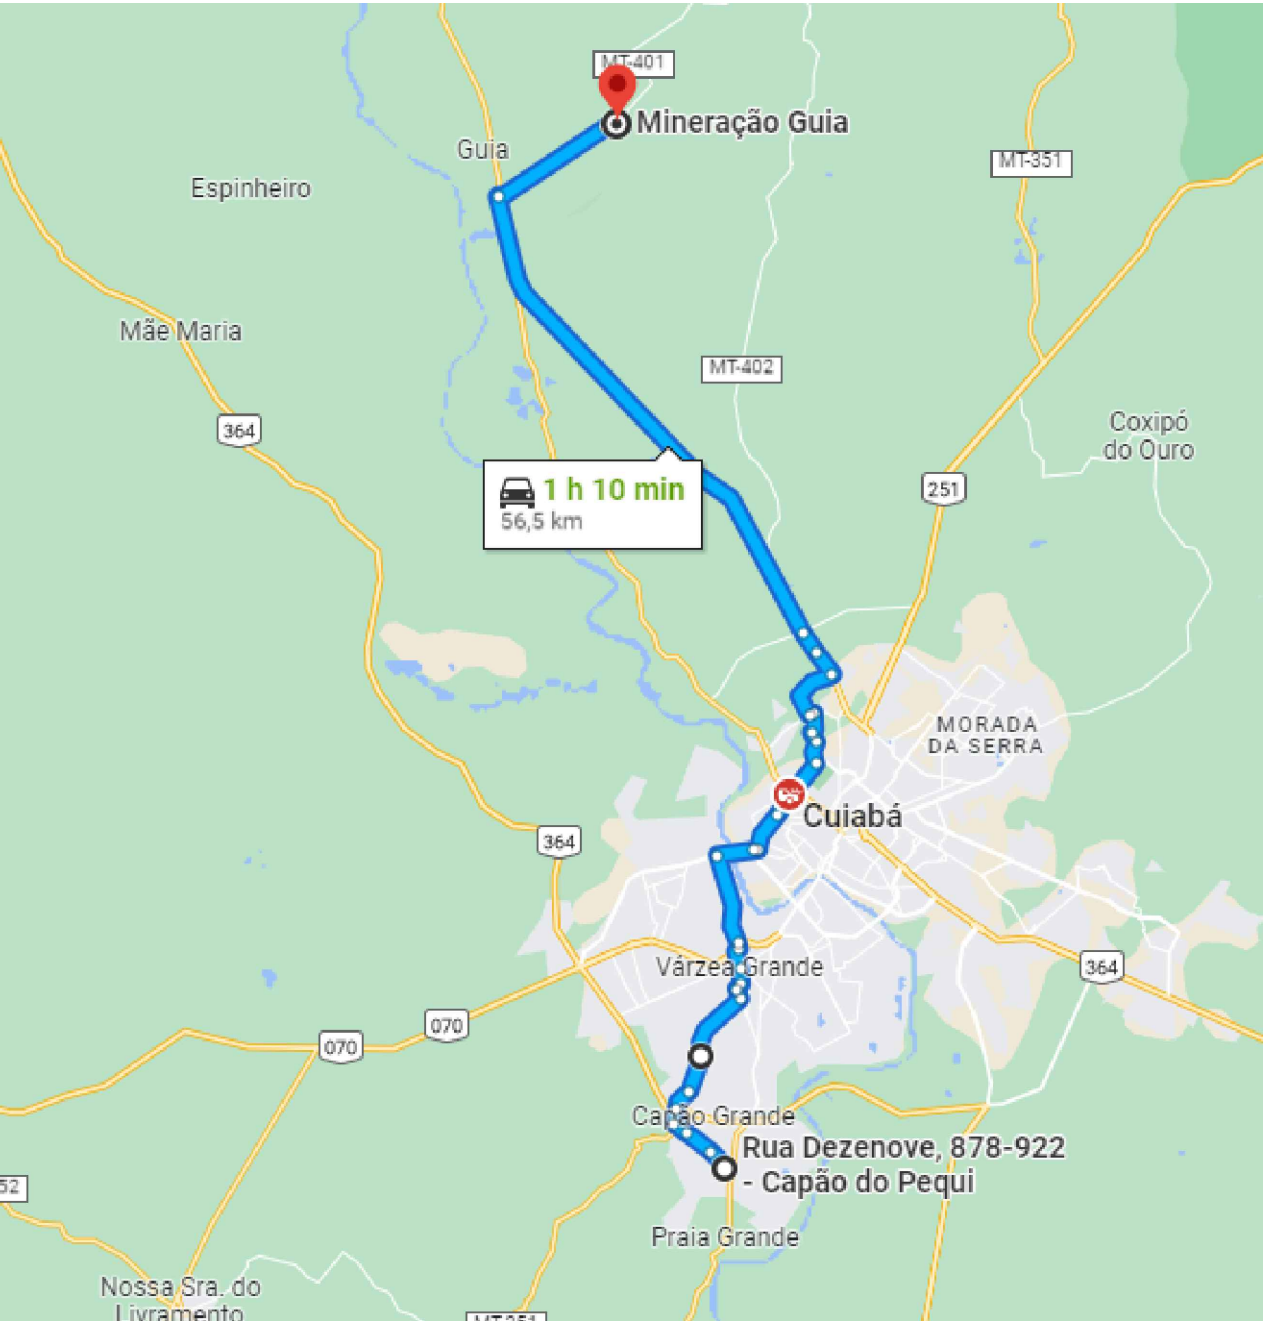 MT-401
Mineração Guia
Guia
MT-351
Espinheiro
Mãe Maria
MT-402
364
Coxipó
do Ouro
251
1 h 10 min
56,5 km
MORADA
DA SERRA
Cuiabá
364
Várzea Grande
364
070
070
Capão Grande
Rua Dezenove, 878-922
- Capão do Pequi
52
Praia Grande
Nossa Sra. do
Livramento
MT-351